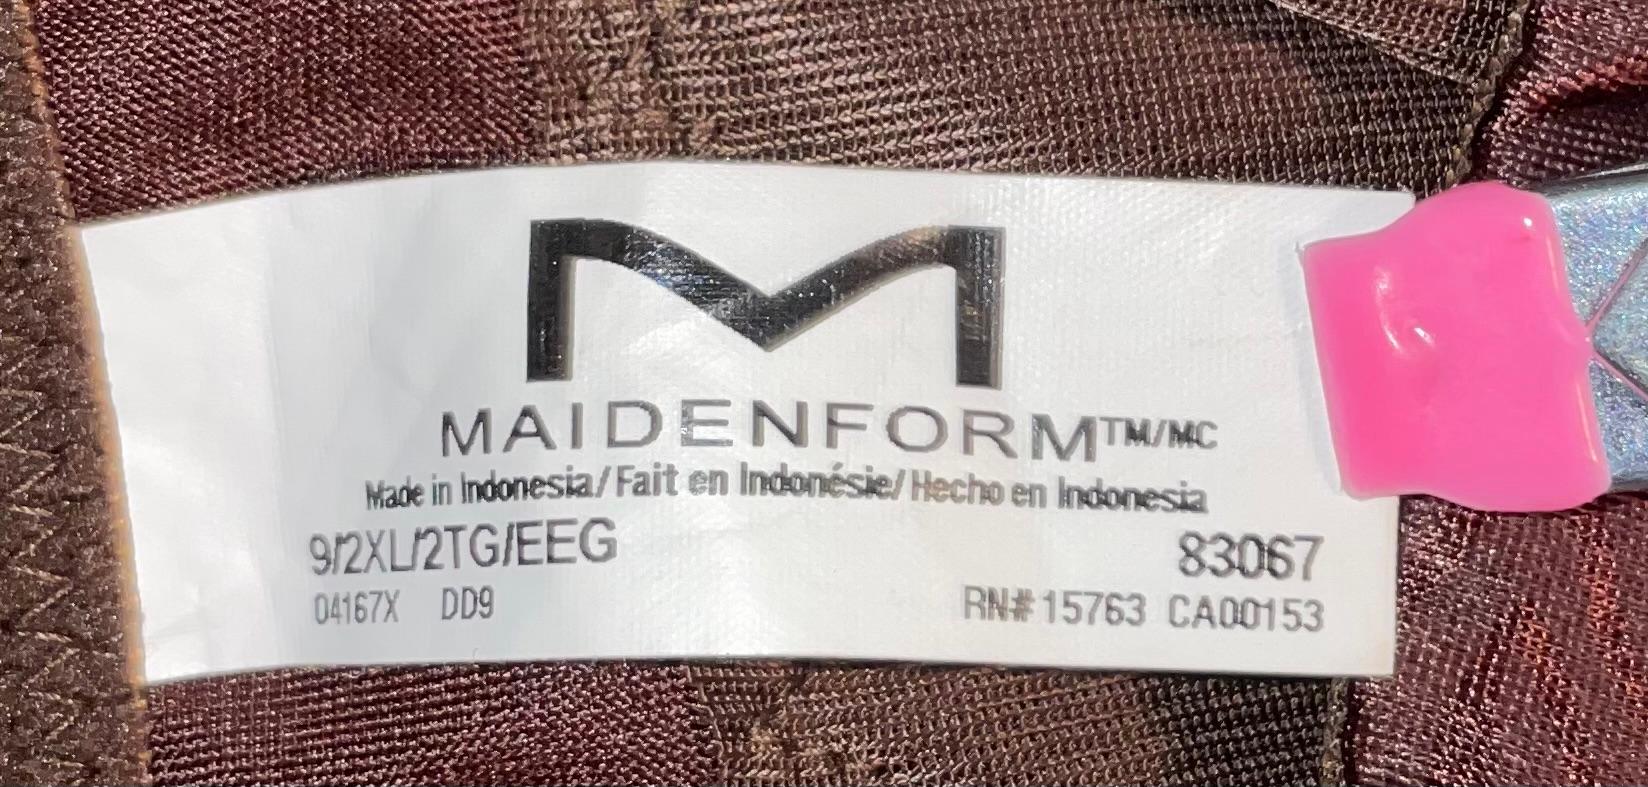 M
MAIDENFORM™/MC
Made in Indonesia/Fait en Indonésie/Hecho en Indonesia
9/2XL/2TG/EEG 83067
04167X DD9 RN# 15763 CA00153